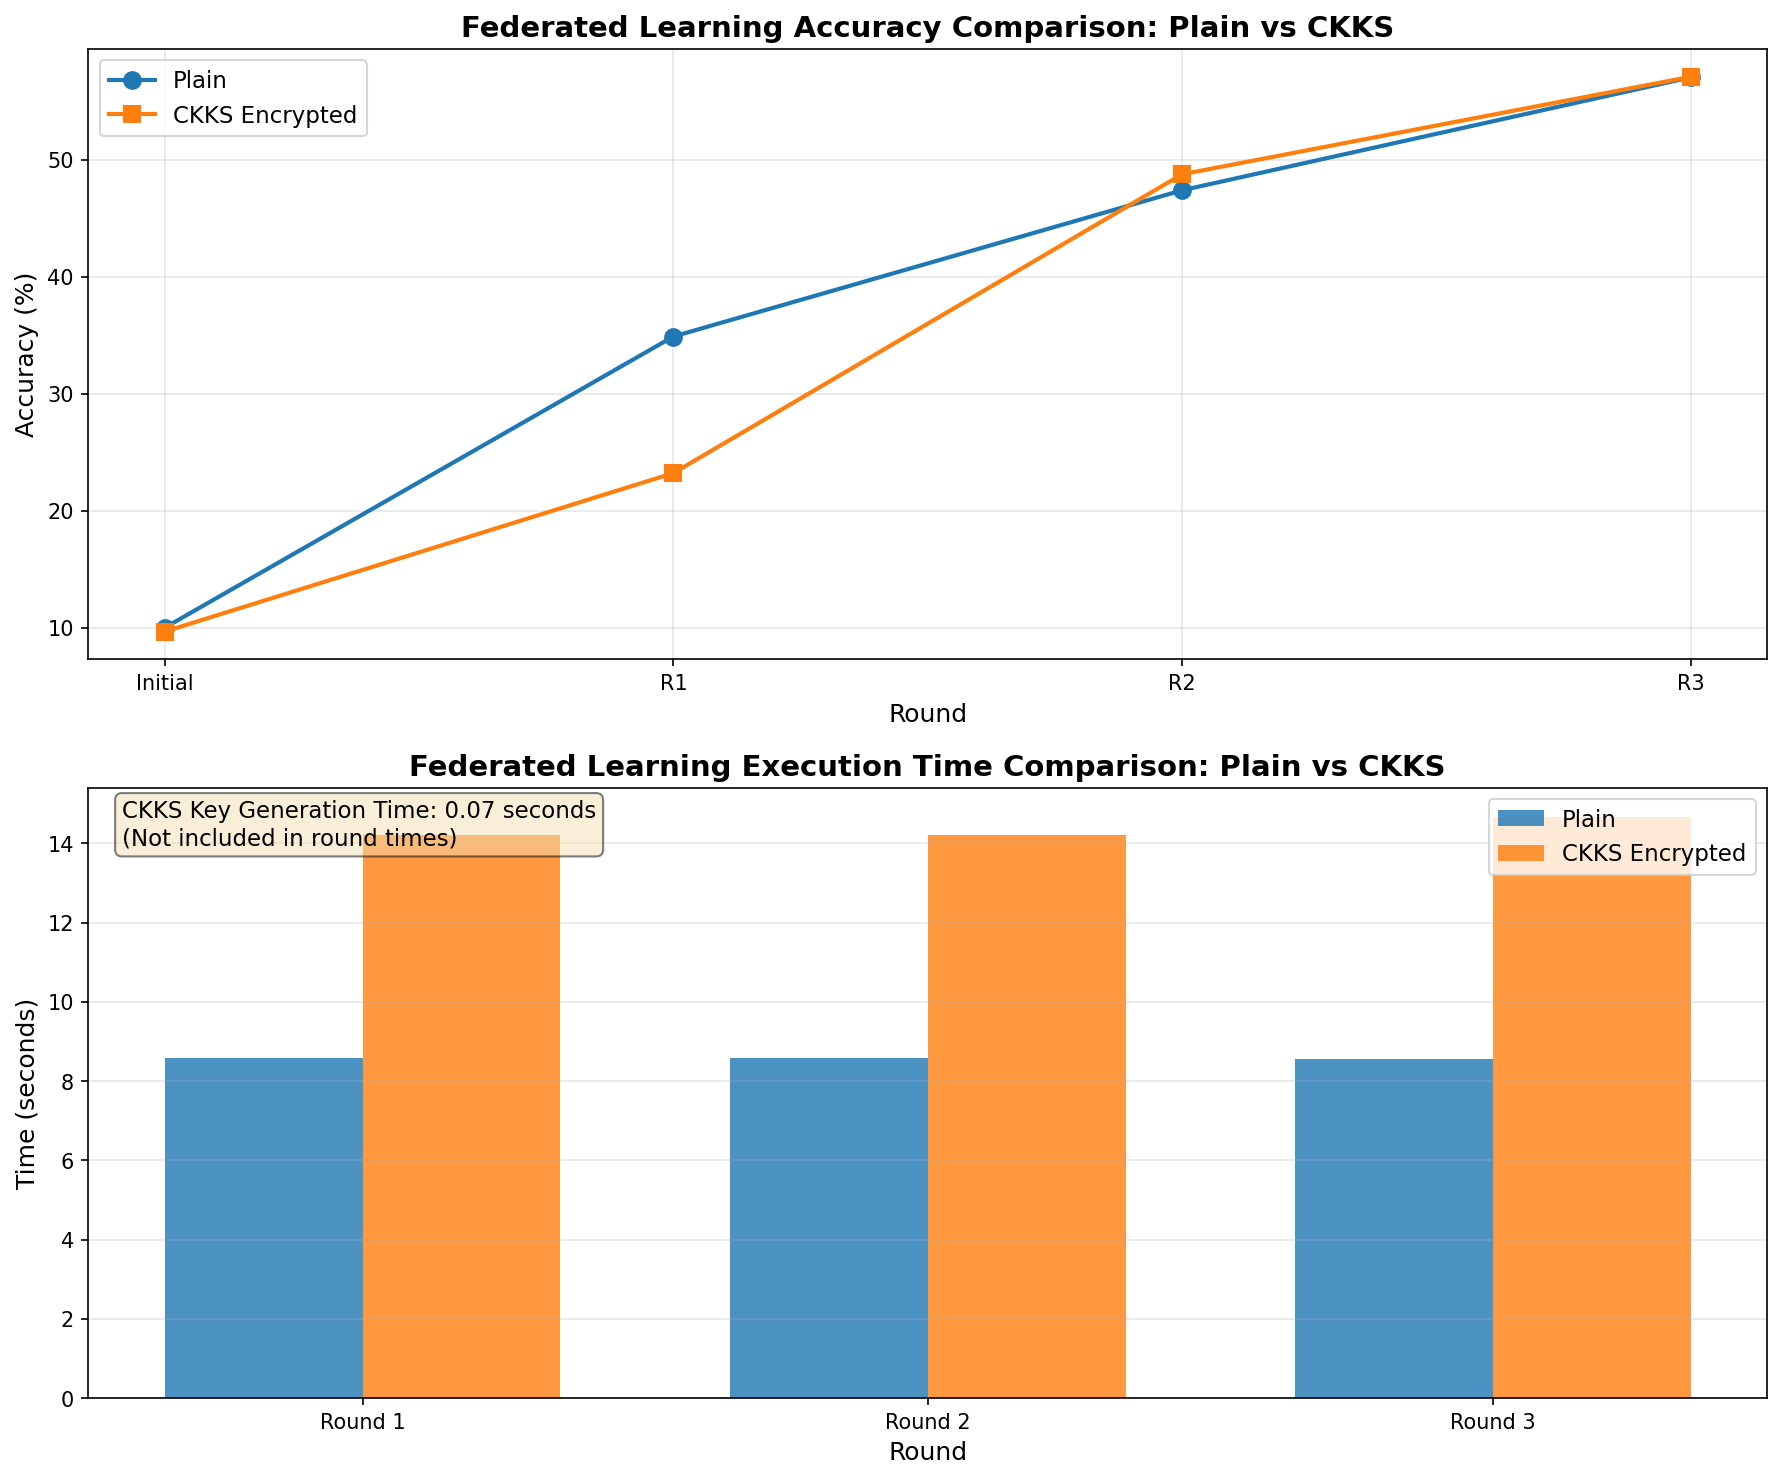 Federated Learning Accuracy Comparison: Plain vs CKKS
Plain
CKKS Encrypted
Accuracy (%)
50
40
30
20
10
Initial R1 R2 R3
Round
Federated Learning Execution Time Comparison: Plain vs CKKS
CKKS Key Generation Time: 0.07 seconds
(Not included in round times)
Plain
CKKS Encrypted
Time (seconds)
14
12
10
8
6
4
2
0
Round 1 Round 2 Round 3
Round